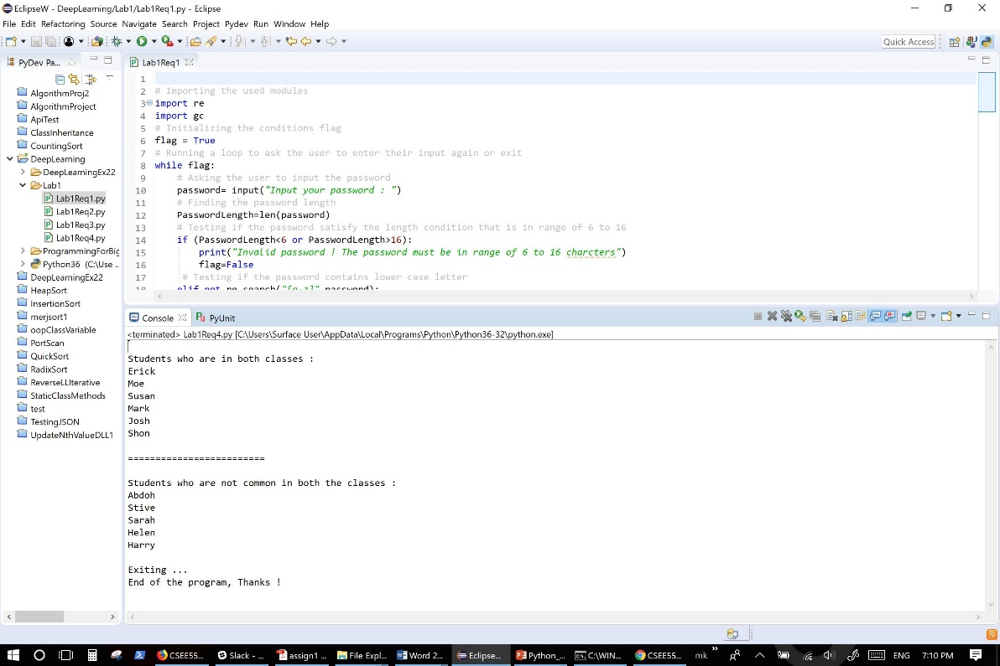 EclipseW - DeepLearning/Lab1/Lab1Req1.py - Eclipse
File Edit Refactoring Source Navigate Search Project Pydev Run Window Help
Quick Access
PyDev Pa...
AlgorithmProj2
AlgorithmProject
ApiTest
ClassInheritance
CountingSort
DeepLearning
DeepLearningEx22
Lab1
Lab1Req1.py
Lab1Req2.py
Lab1Req3.py
Lab1Req4.py
ProgrammingForBig
Python36 (C:\Use ..
DeepLearningEx22
HeapSort
InsertionSort
merjsort1
oopClassVariable
PortScan
QuickSort
RadixSort
ReverseLLIterative
StaticClassMethods
test
TestingJSON
UpdateNthValueDLL1
Lab1Req1
1
2 # Importing the used modules
3 import re
4 import gc
5 # Initializing the conditions flag
6 flag = True
7 # Running a loop to ask the user to enter their input again or exit
8 while flag:
9 # Asking the user to input the password
10 password= input("Input your password : ")
11 # Finding the password length
12 PasswordLength=len(password)
13 # Testing if the password satisfy the length condition that is in range of 6 to 16
14 if (PasswordLength<6 or PasswordLength>16):
15 print("Invalid password ! The password must be in range of 6 to 16 charcters")
16 flag=False
17 # Testing if the password contains lower case letter
18 elif not re.search("[a-z]",password):
Console PyUnit
<terminated> Lab1Req4.py [C:\Users\Surface User\AppData\Local\Programs\Python\Python36-32\python.exe]
Students who are in both classes :
Erick
Moe
Susan
Mark
Josh
Shon
=========================
Students who are not common in both the classes :
Abdoh
Stive
Sarah
Helen
Harry
Exiting ...
End of the program, Thanks !
CSEE55... Slack - ... assign1 ... File Expl... Word 2... Eclipse... Python_... C:\WIN... CSEE55... mk » ENG 7:10 PM